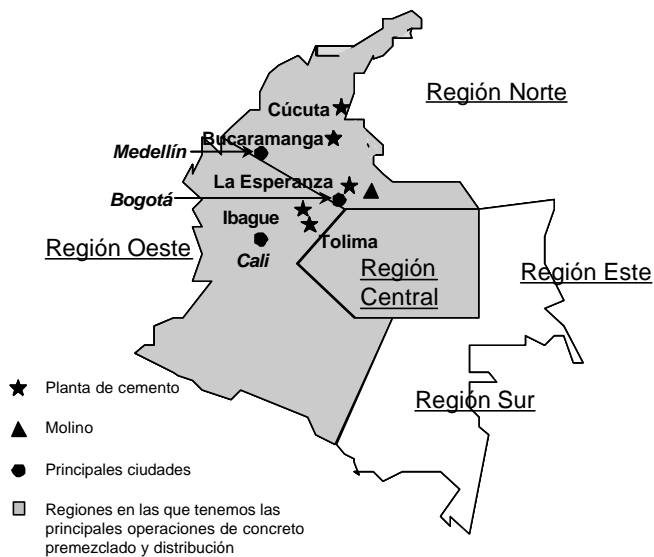 Región Norte
Cúcuta
Bucaramanga
Medellín
La Esperanza
Bogotá
Ibague
Tolima
Región Oeste
Cali
Región
Central
Región Este
Región Sur
Planta de cemento
Molino
Principales ciudades
Regiones en las que tenemos las
principales operaciones de concreto
premezclado y distribución